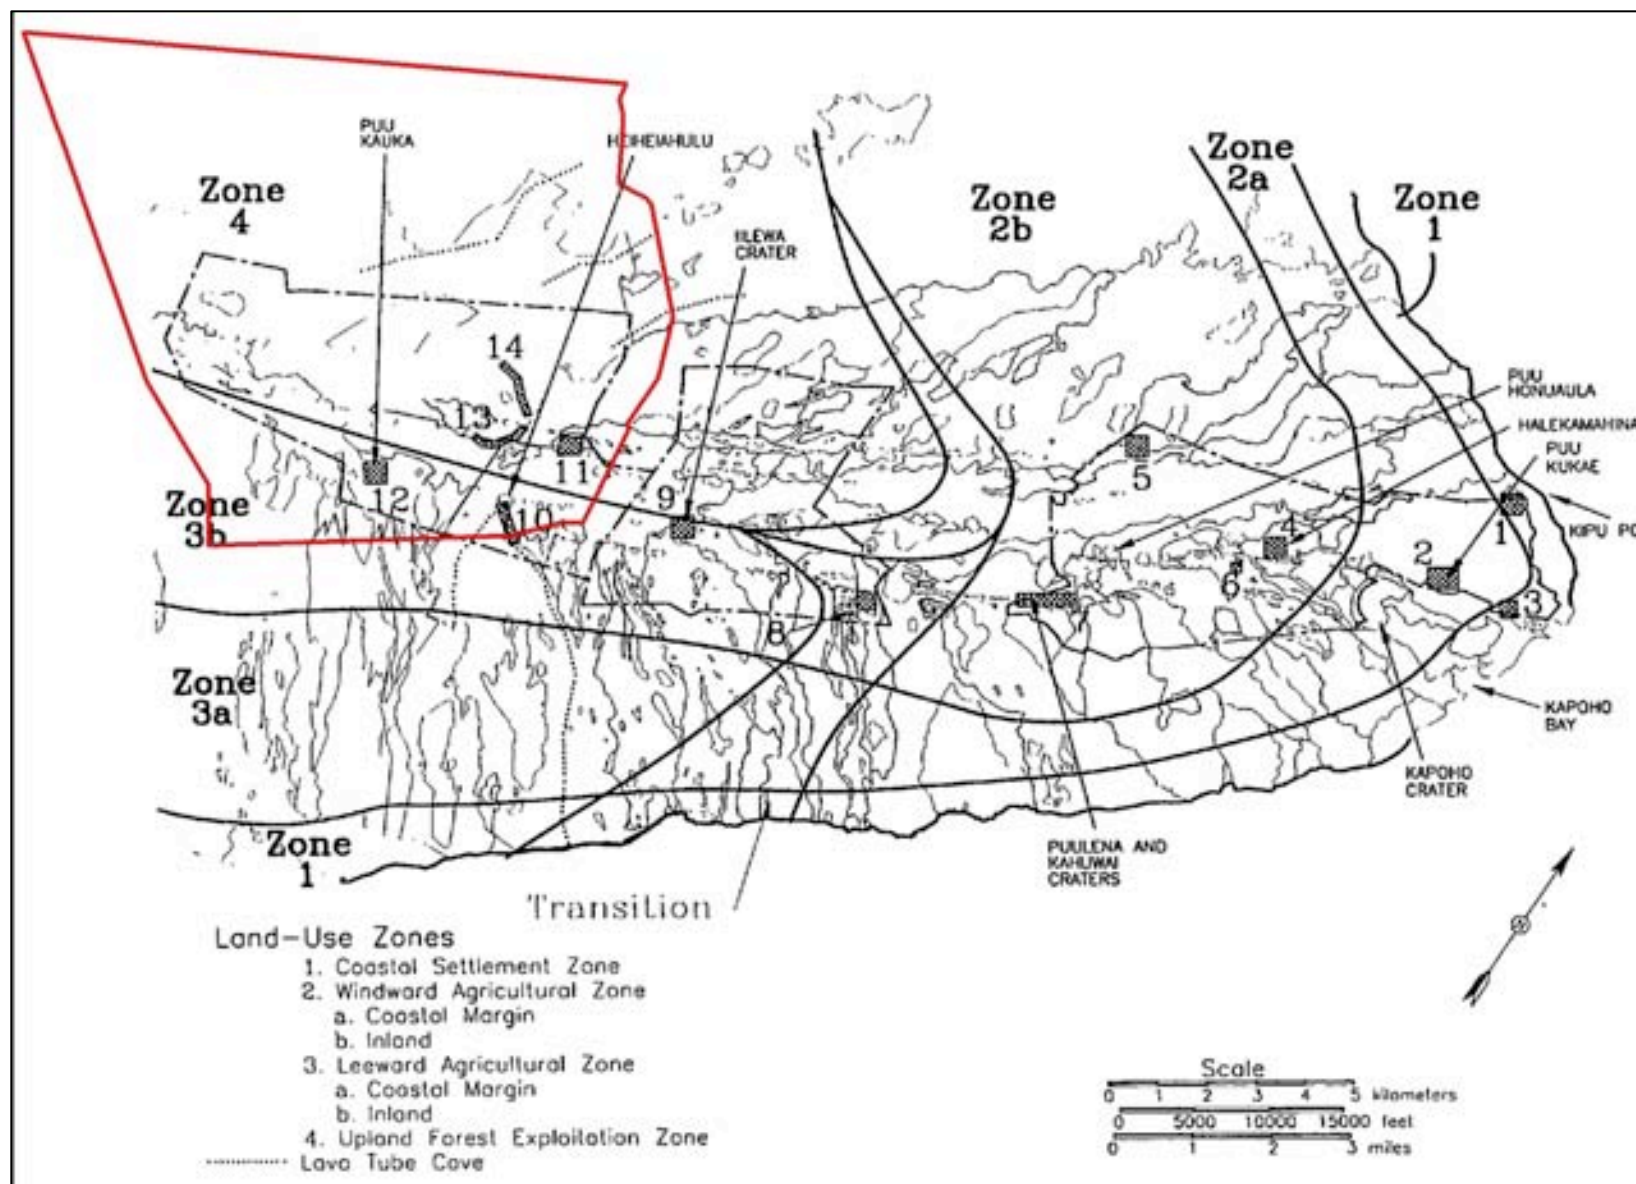 PUU
KAUKA
HEIHEIAHULU
Zone
4
IILEWA
CRATER
Zone
2b
Zone
2a
Zone
1
14
13
11
12
9
10
Zone
3b
8
5
4
6
2
1
3
PUU
HONUAULA
HALEKAMAHINA
PUU
KUKAE
KIPU PO
KAPOHO
BAY
KAPOHO
CRATER
Zone
3a
Zone
1
PUULENA AND
KAHUWAI
CRATERS
Transition
Land-Use Zones
1. Coastal Settlement Zone
2. Windward Agricultural Zone
a. Coastal Margin
b. Inland
3. Leeward Agricultural Zone
a. Coastal Margin
b. Inland
4. Upland Forest Exploitation Zone
Lava Tube Cave
Scale
0 1 2 3 4 5 kilometers
0 5000 10000 15000 feet
0 1 2 3 miles